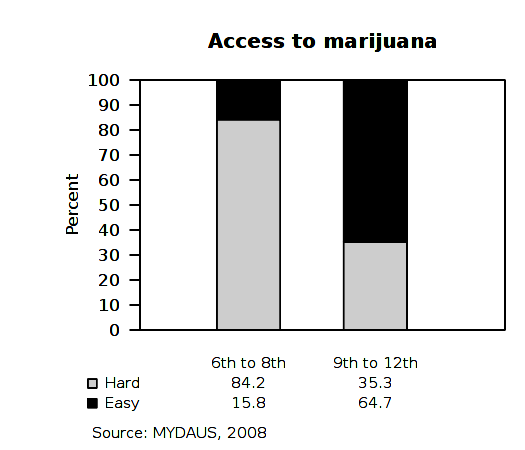 Access to marijuana
100
90
80
70
60
50
40
30
20
10
0
Percent
6th to 8th 9th to 12th
Hard 84.2 35.3
Easy 15.8 64.7
Source: MYDAUS, 2008